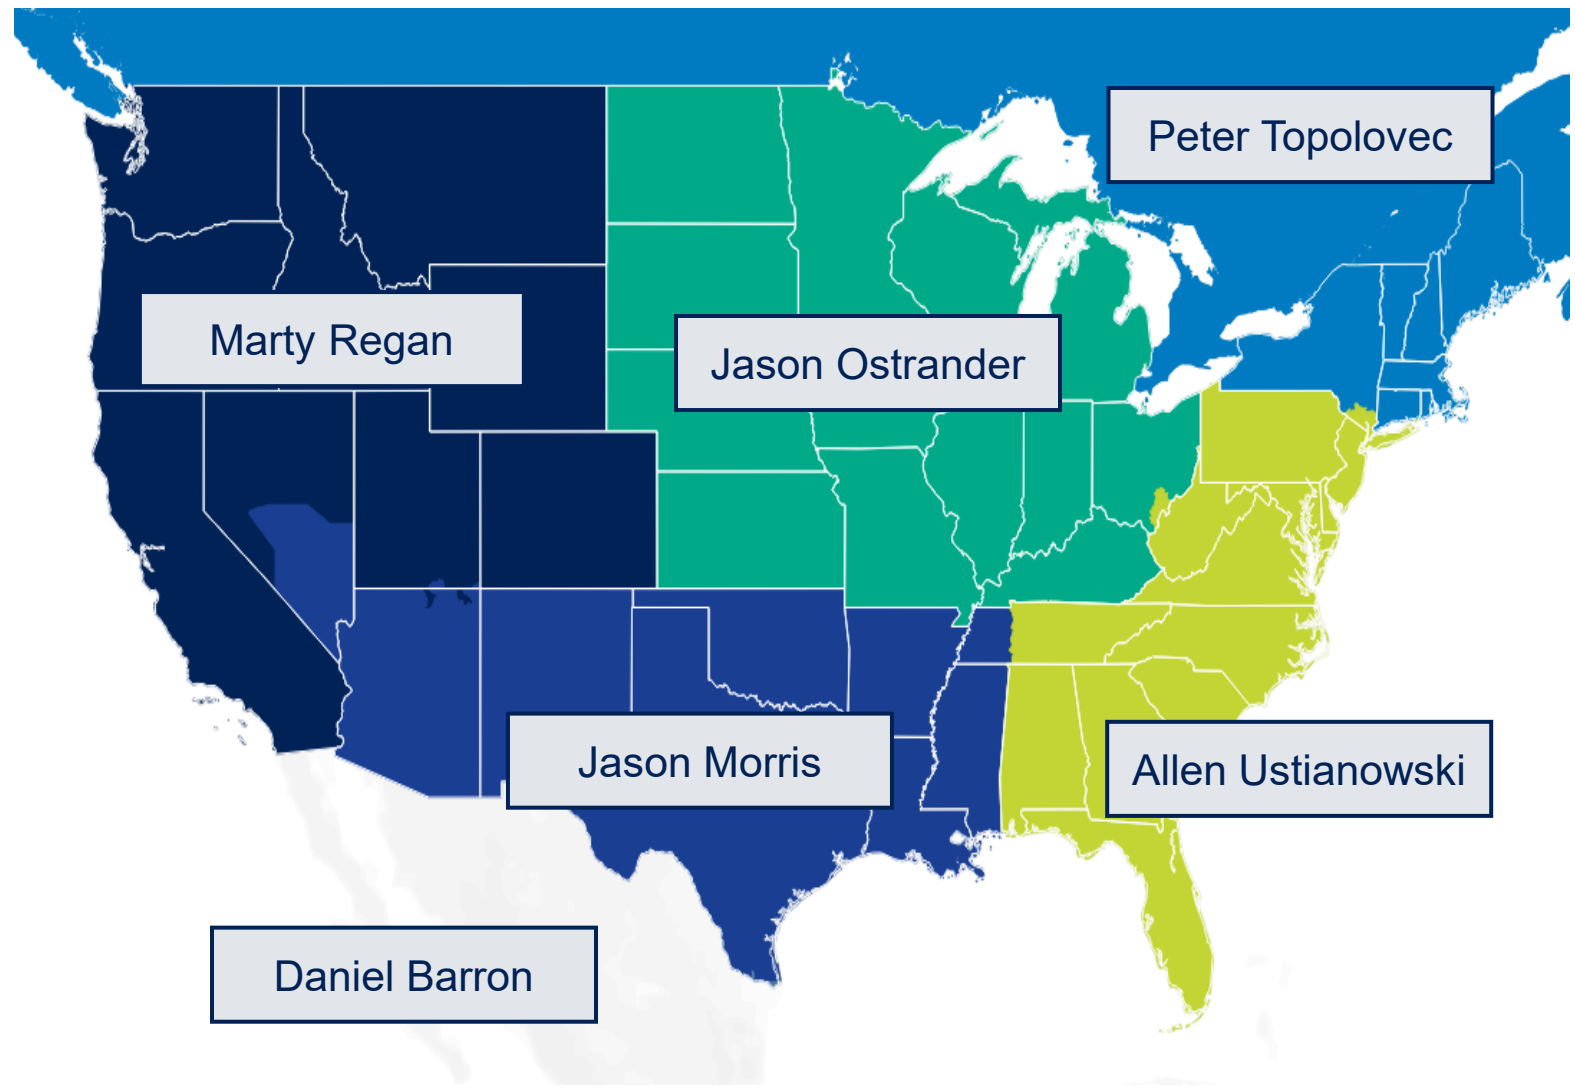 Peter Topolovec
Marty Regan
Jason Ostrander
Jason Morris
Allen Ustianowski
Daniel Barron